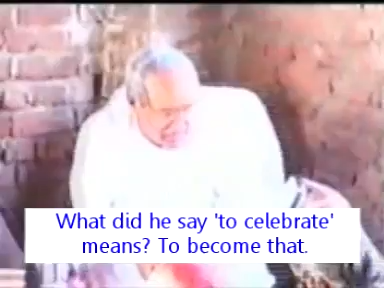 What did he say 'to celebrate'
means? To become that.